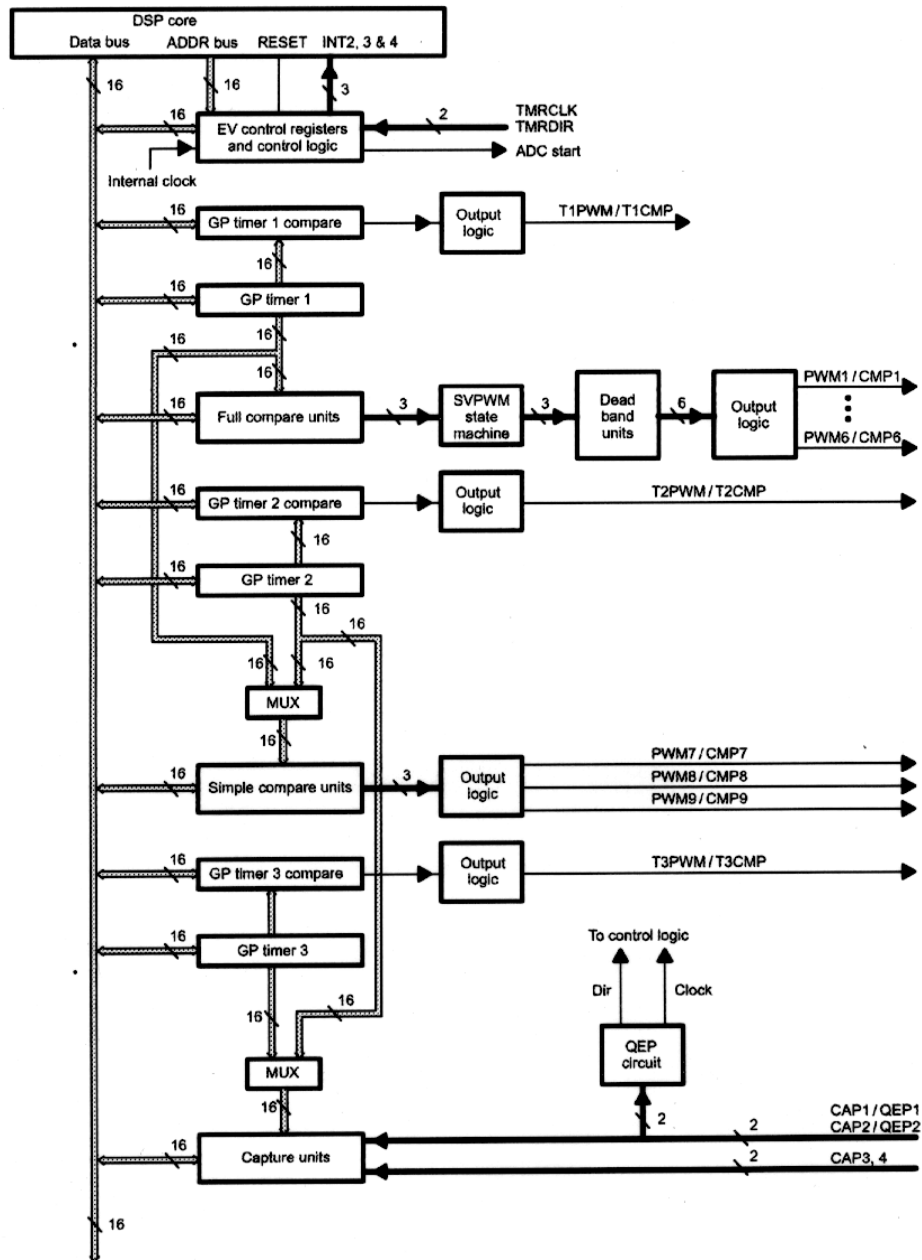 DSP core
Data bus ADDR bus RESET INT2, 3 & 4
16
16
3
16
EV control registers
and control logic
2
TMRCLK
TMRDIR
ADC start
Internal clock
16
GP timer 1 compare
Output
logic
T1PWM / T1CMP
16
16
GP timer 1
16
16
16
16
Full compare units
3
SVPWM
state
machine
3
Dead
band
units
6
Output
logic
PWM1 / CMP1
PWM6 / CMP6
16
GP timer 2 compare
Output
logic
T2PWM / T2CMP
16
16
GP timer 2
16
16
16
16
MUX
16
16
Simple compare units
3
Output
logic
PWM7 / CMP7
PWM8 / CMP8
PWM9 / CMP9
16
GP timer 3 compare
Output
logic
T3PWM / T3CMP
16
GP timer 3
To control logic
Dir
Clock
16
16
MUX
QEP
circuit
16
2
2
CAP1 / QEP1
CAP2 / QEP2
16
Capture units
2
CAP3, 4
16